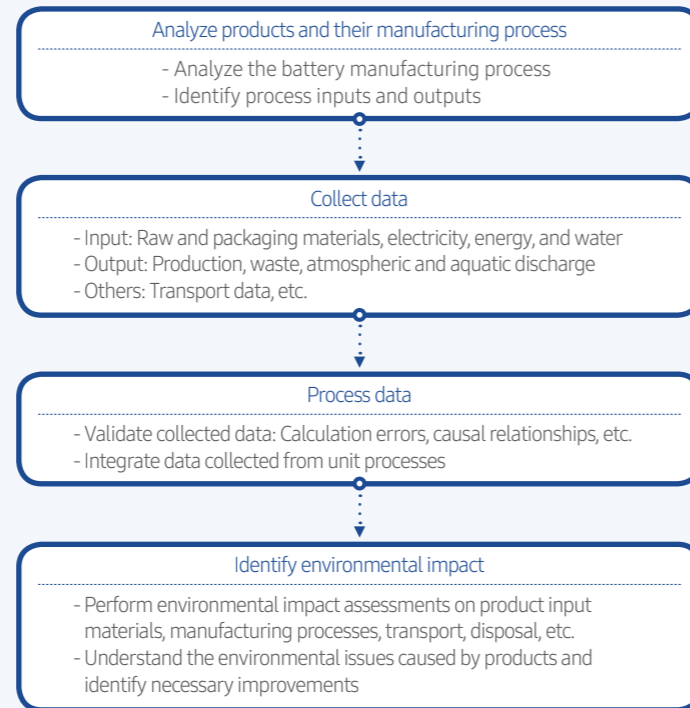 Analyze products and their manufacturing process
- Analyze the battery manufacturing process
- Identify process inputs and outputs
Collect data
- Input: Raw and packaging materials, electricity, energy, and water
- Output: Production, waste, atmospheric and aquatic discharge
- Others: Transport data, etc.
Process data
- Validate collected data: Calculation errors, causal relationships, etc.
- Integrate data collected from unit processes
Identify environmental impact
- Perform environmental impact assessments on product input
materials, manufacturing processes, transport, disposal, etc.
- Understand the environmental issues caused by products and
identify necessary improvements